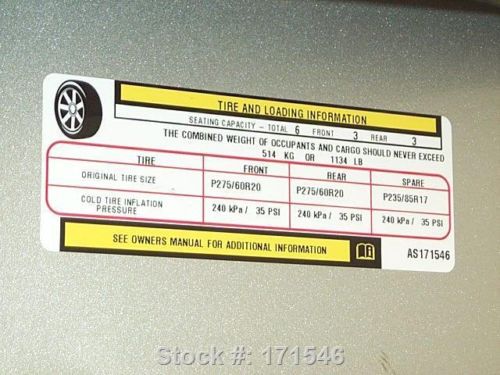 TIRE AND LOADING INFORMATION
SEATING CAPACITY - TOTAL 6 FRONT 3 REAR 3
THE COMBINED WEIGHT OF OCCUPANTS AND CARGO SHOULD NEVER EXCEED
514 KG OR 1134 LB
TIRE FRONT REAR SPARE
ORIGINAL TIRE SIZE P275/60R20 P275/60R20 P235/85R17
COLD TIRE INFLATION PRESSURE 240 kPa / 35 PSI 240 kPa / 35 PSI 240 kPa / 35 PSI
SEE OWNERS MANUAL FOR ADDITIONAL INFORMATION
AS171546
Stock #: 171546